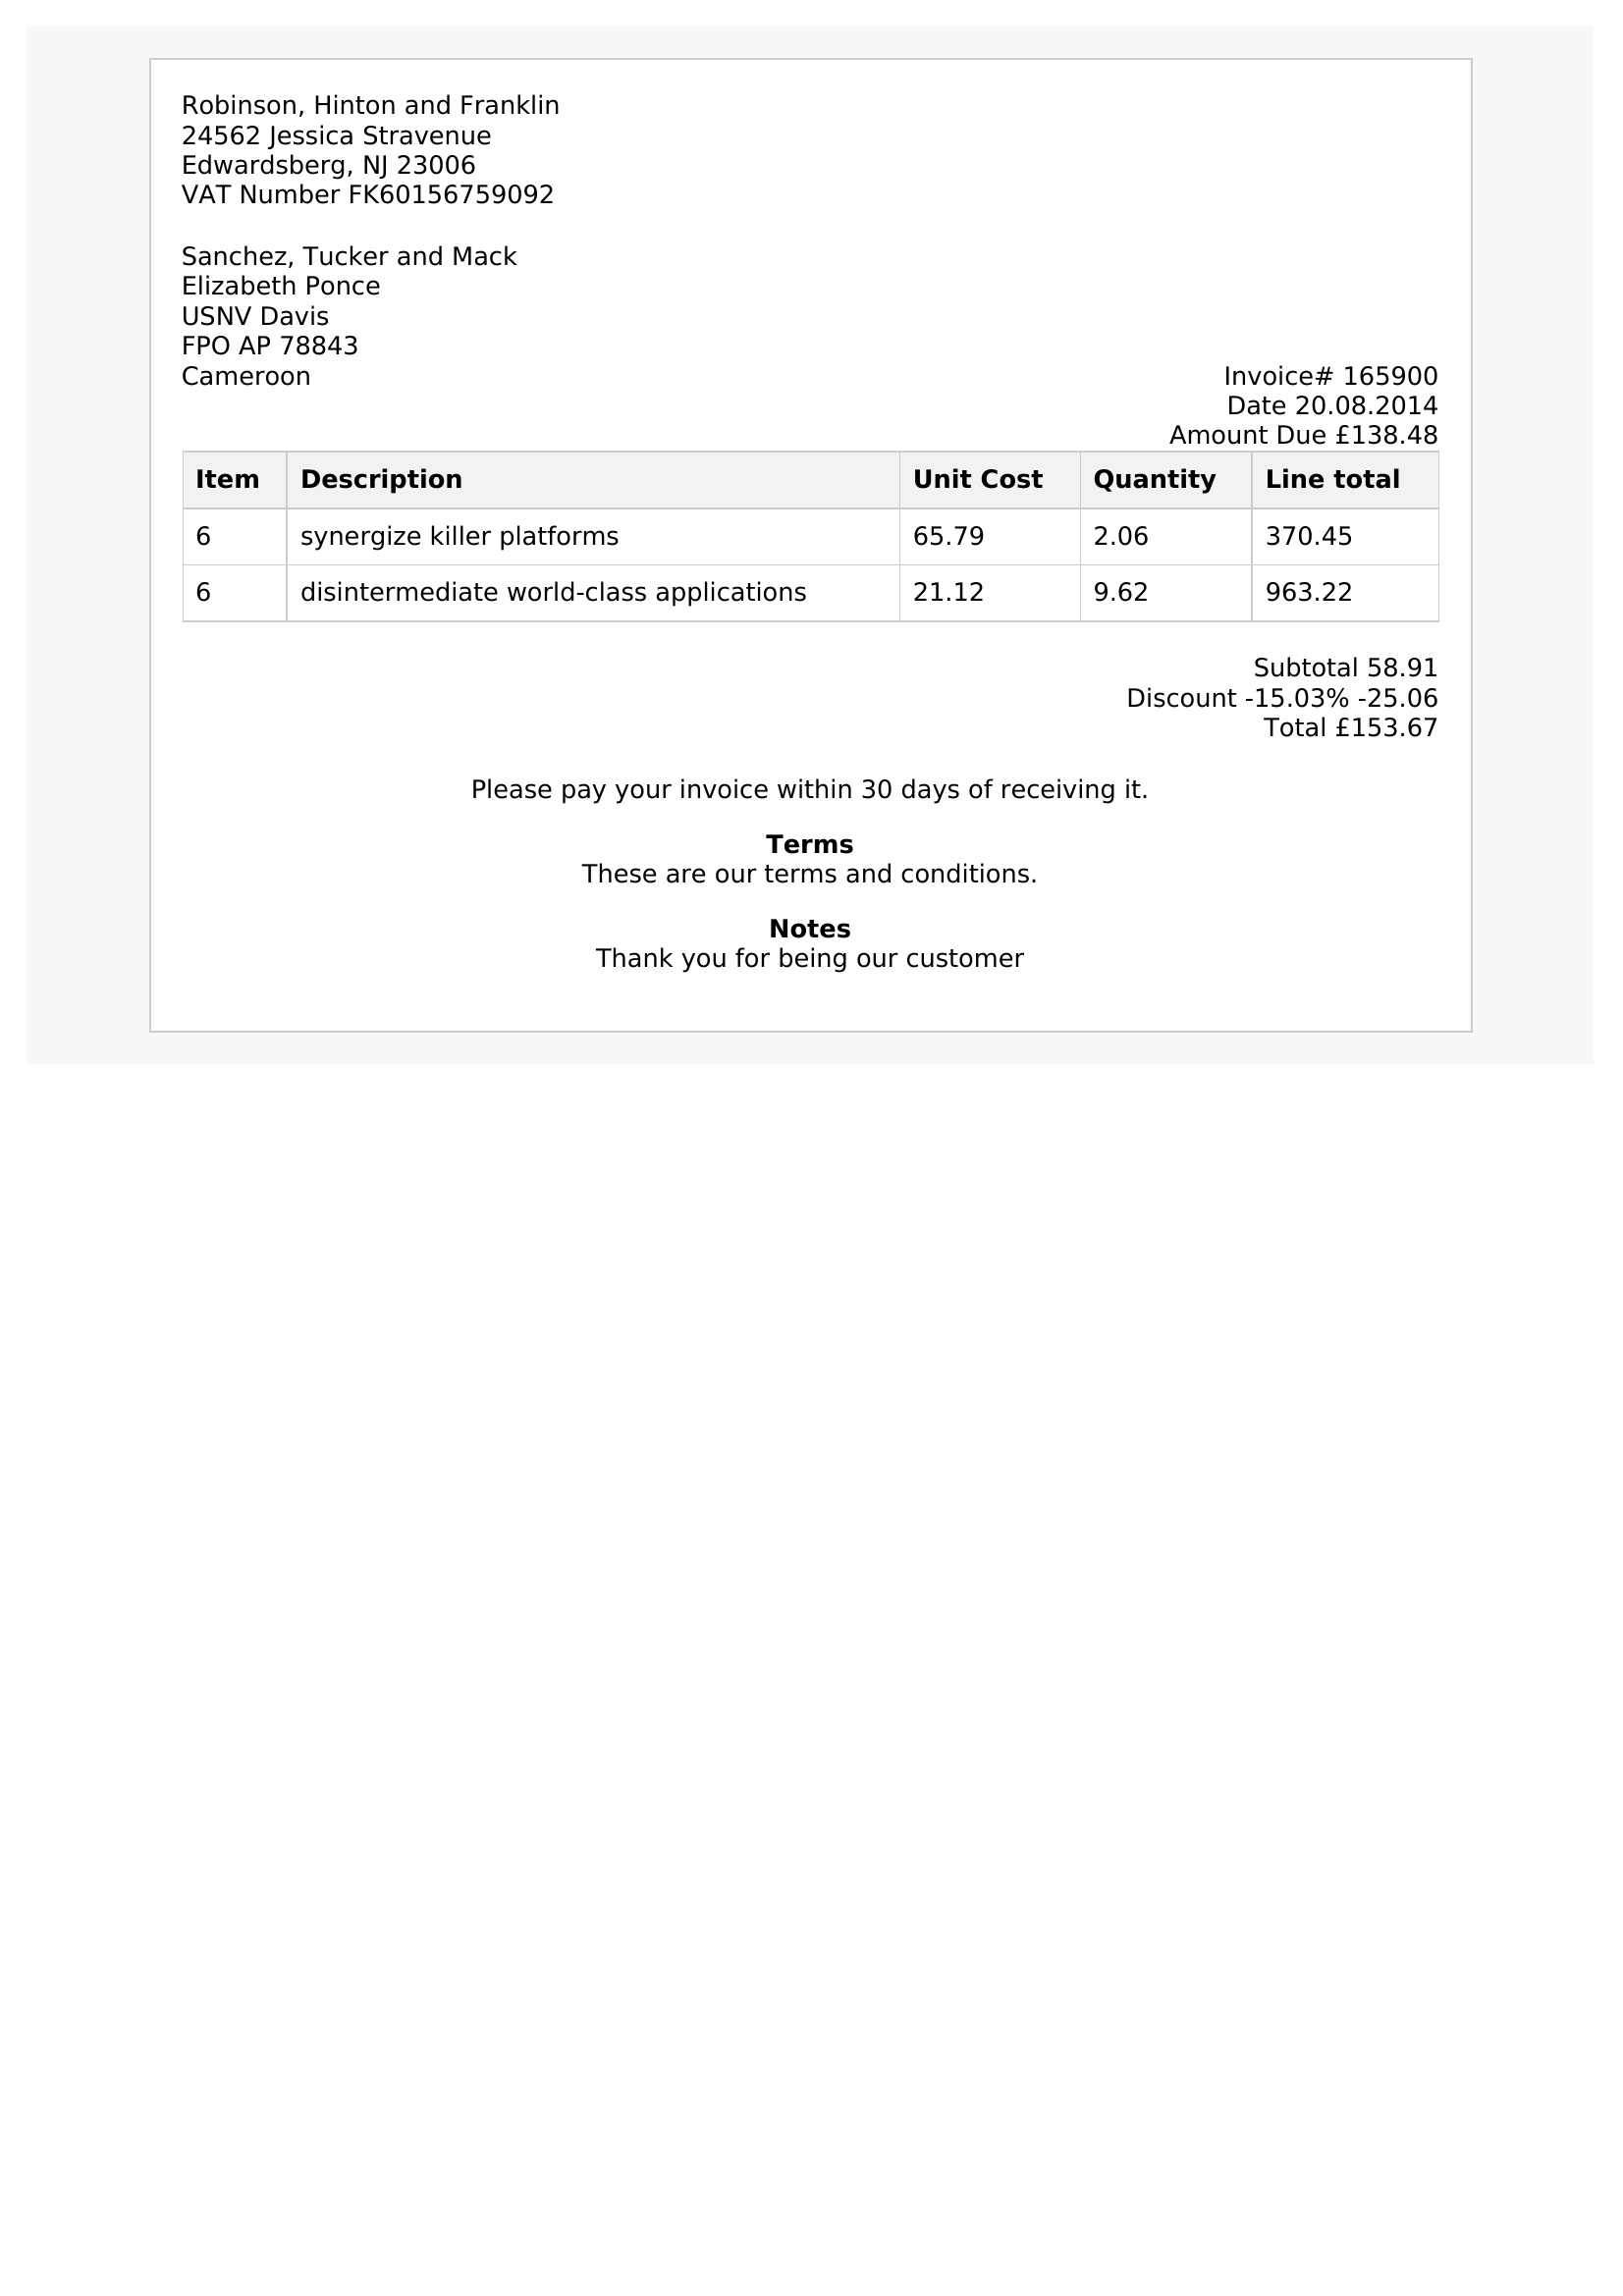 Robinson, Hinton and Franklin
24562 Jessica Stravenue
Edwardsberg, NJ 23006
VAT Number FK60156759092
Sanchez, Tucker and Mack
Elizabeth Ponce
USNV Davis
FPO AP 78843
Cameroon
Invoice# 165900
Date 20.08.2014
Amount Due £138.48
Item Description Unit Cost Quantity Line total
6 synergize killer platforms 65.79 2.06 370.45
6 disintermediate world-class applications 21.12 9.62 963.22
Subtotal 58.91
Discount -15.03% -25.06
Total £153.67
Please pay your invoice within 30 days of receiving it.
Terms
These are our terms and conditions.
Notes
Thank you for being our customer